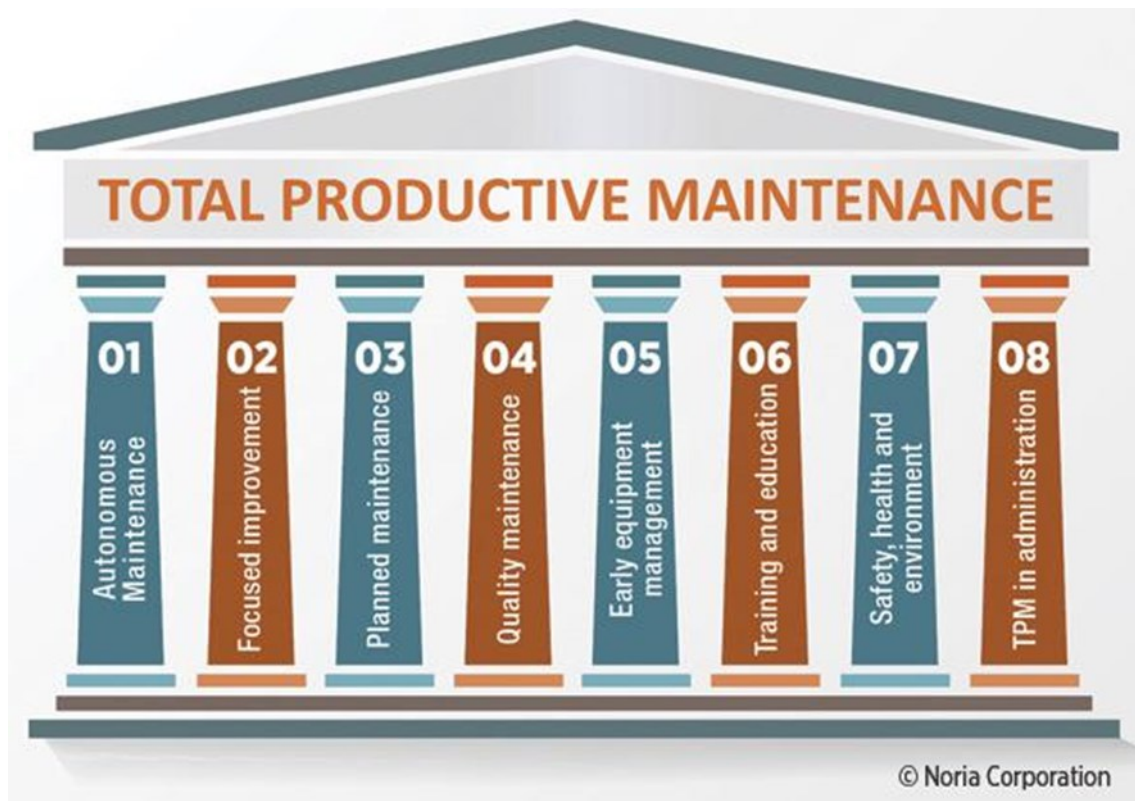 TOTAL PRODUCTIVE MAINTENANCE
01
Autonomous
Maintenance
02
Focused improvement
03
Planned maintenance
04
Quality maintenance
05
Early equipment
management
06
Training and education
07
Safety, health and
environment
08
TPM in administration
© Noria Corporation